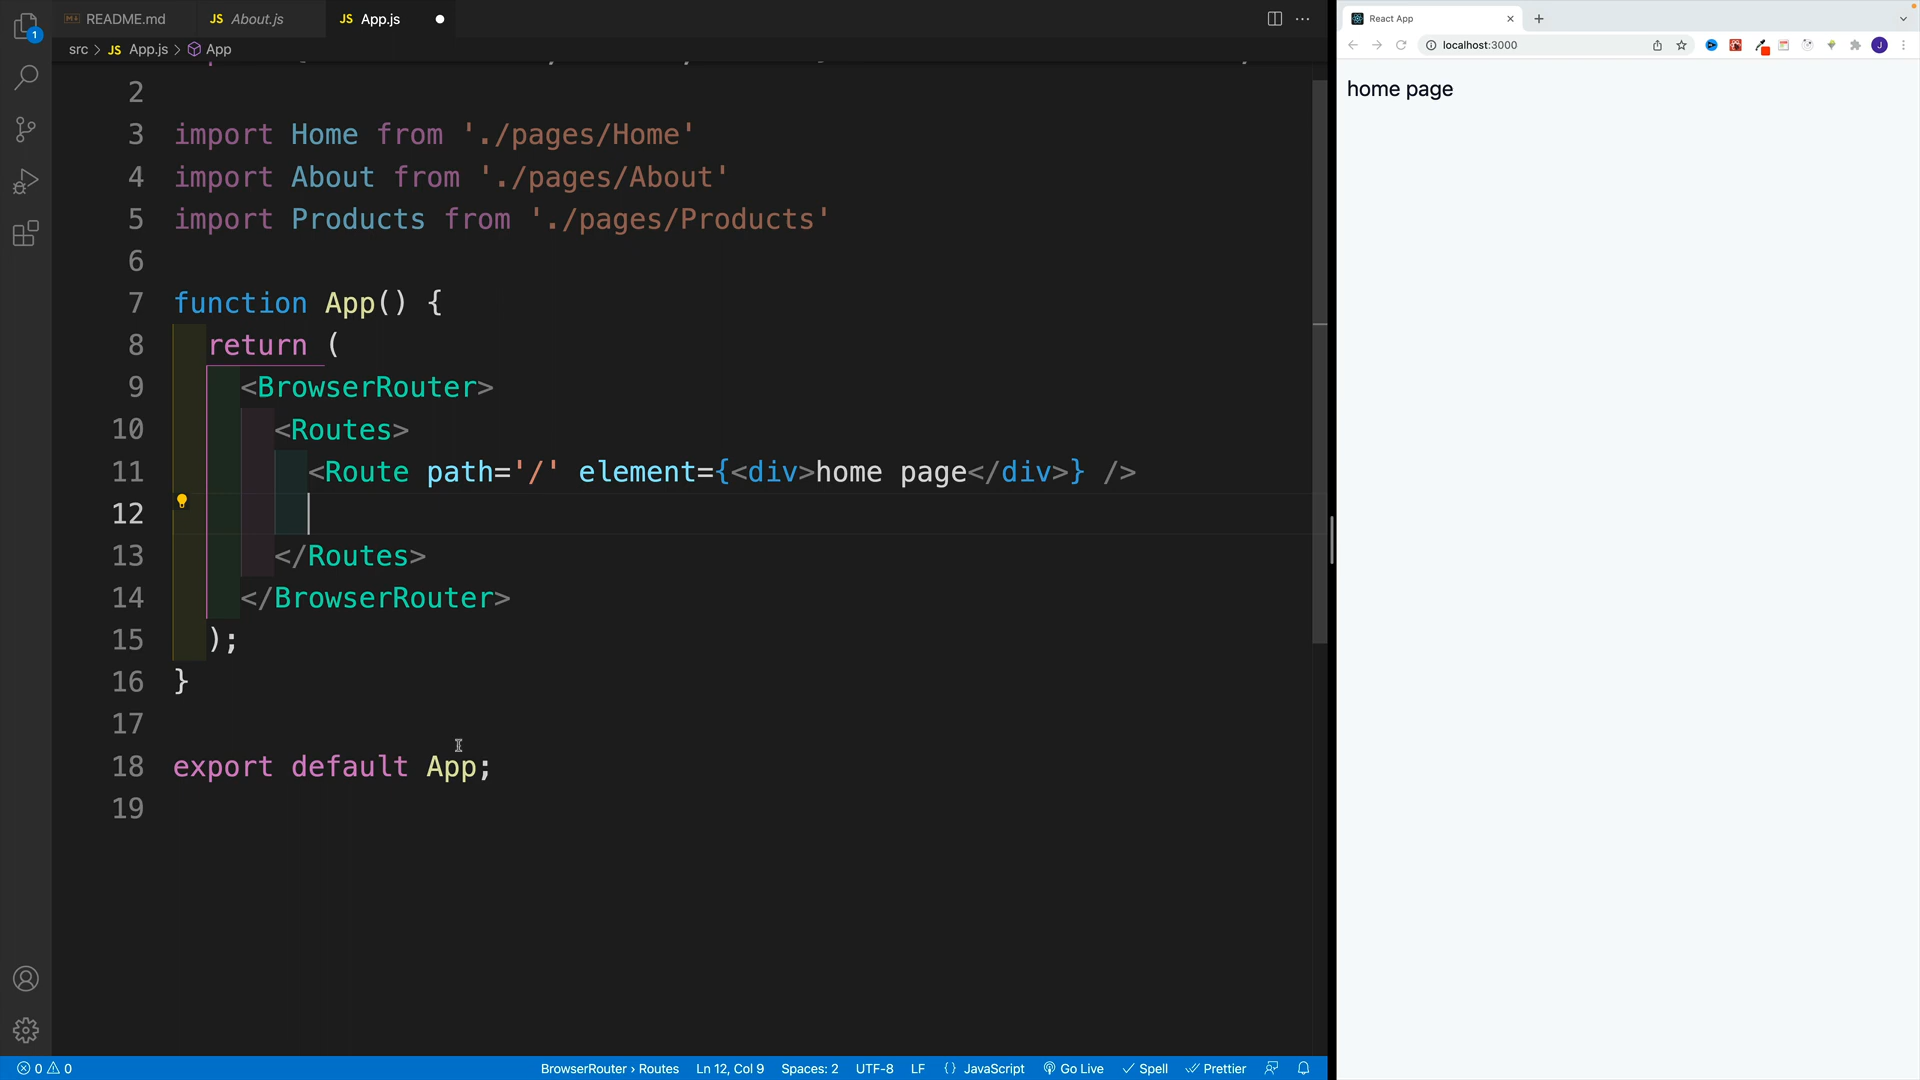 README.md
JS About.js
JS App.js
src > JS App.js > App
2
3 import Home from './pages/Home'
4 import About from './pages/About'
5 import Products from './pages/Products'
6
7 function App() {
8 return (
9 <BrowserRouter>
10 <Routes>
11 <Route path='/' element={<div>home page</div>} />
12
13 </Routes>
14 </BrowserRouter>
15 );
16 }
17
18 export default App;
19
1
0 0
BrowserRouter › Routes
Ln 12, Col 9
Spaces: 2
UTF-8
LF
{} JavaScript
Go Live
Spell
Prettier
React App
localhost:3000
J
home page